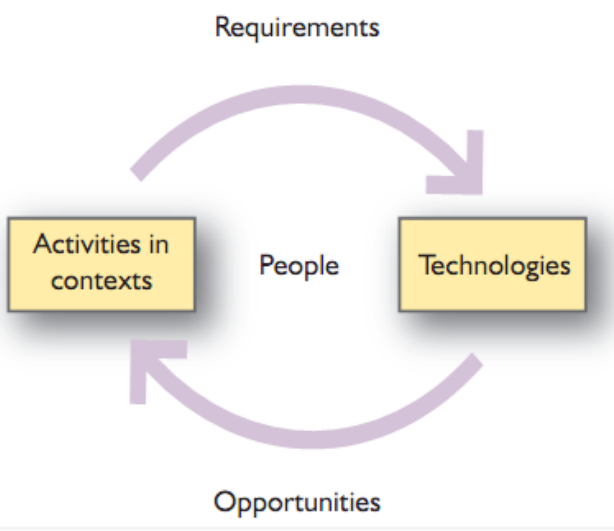 Requirements
Activities in
contexts
People
Technologies
Opportunities